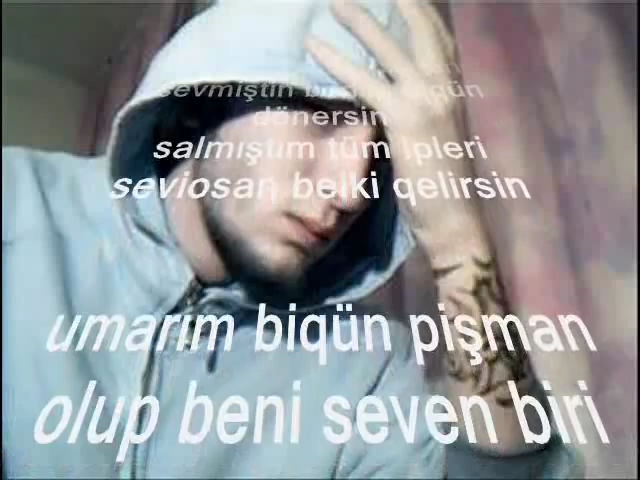 sevmiştin
dönersin
salmıştım tüm ipleri
seviosan belki qelirsin
umarım biqün pişman
olup beni seven biri